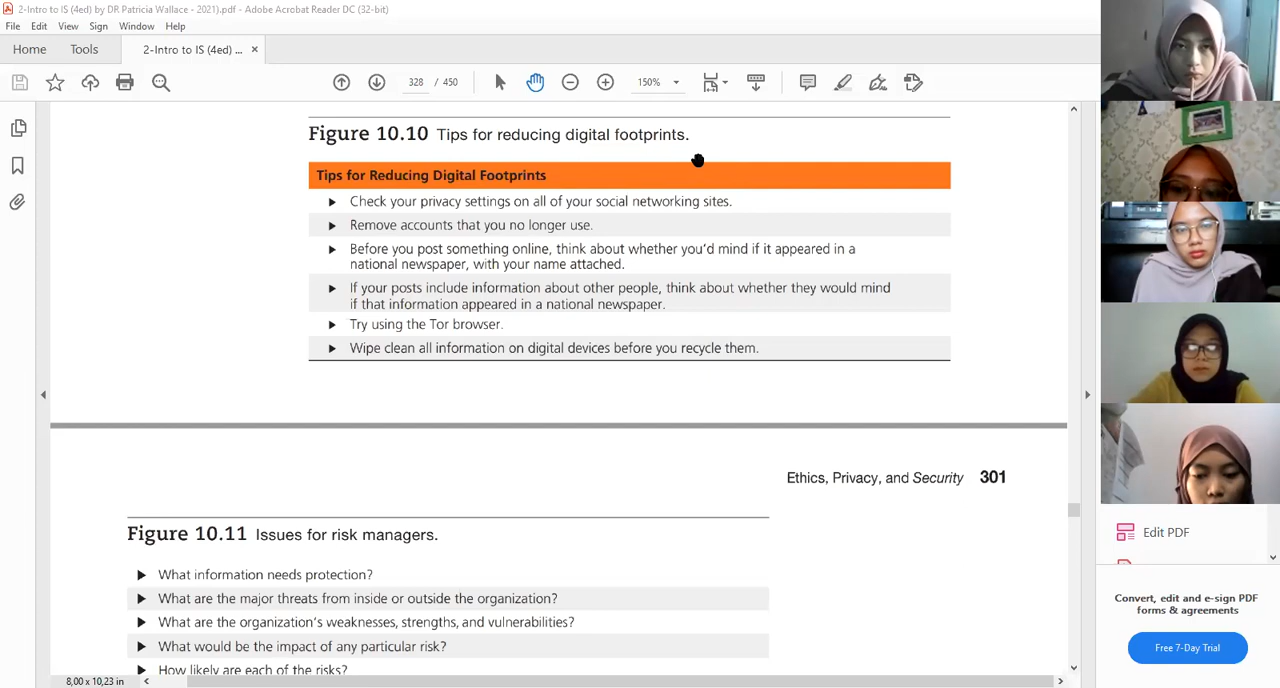 2-Intro to IS (4ed) by DR Patricia Wallace - 2021).pdf - Adobe Acrobat Reader DC (32-bit)
File Edit View Sign Window Help
Home Tools 2-Intro to IS (4ed) ... ×
328 / 450 150%
Figure 10.10 Tips for reducing digital footprints.
Tips for Reducing Digital Footprints
► Check your privacy settings on all of your social networking sites.
► Remove accounts that you no longer use.
► Before you post something online, think about whether you'd mind if it appeared in a
national newspaper, with your name attached.
► If your posts include information about other people, think about whether they would mind
if that information appeared in a national newspaper.
► Try using the Tor browser.
► Wipe clean all information on digital devices before you recycle them.
Ethics, Privacy, and Security 301
Figure 10.11 Issues for risk managers.
► What information needs protection?
► What are the major threats from inside or outside the organization?
► What are the organization's weaknesses, strengths, and vulnerabilities?
► What would be the impact of any particular risk?
► How likely are each of the risks?
8,00 x 10,23 in
Edit PDF
Convert, edit and e-sign PDF
forms & agreements
Free 7-Day Trial